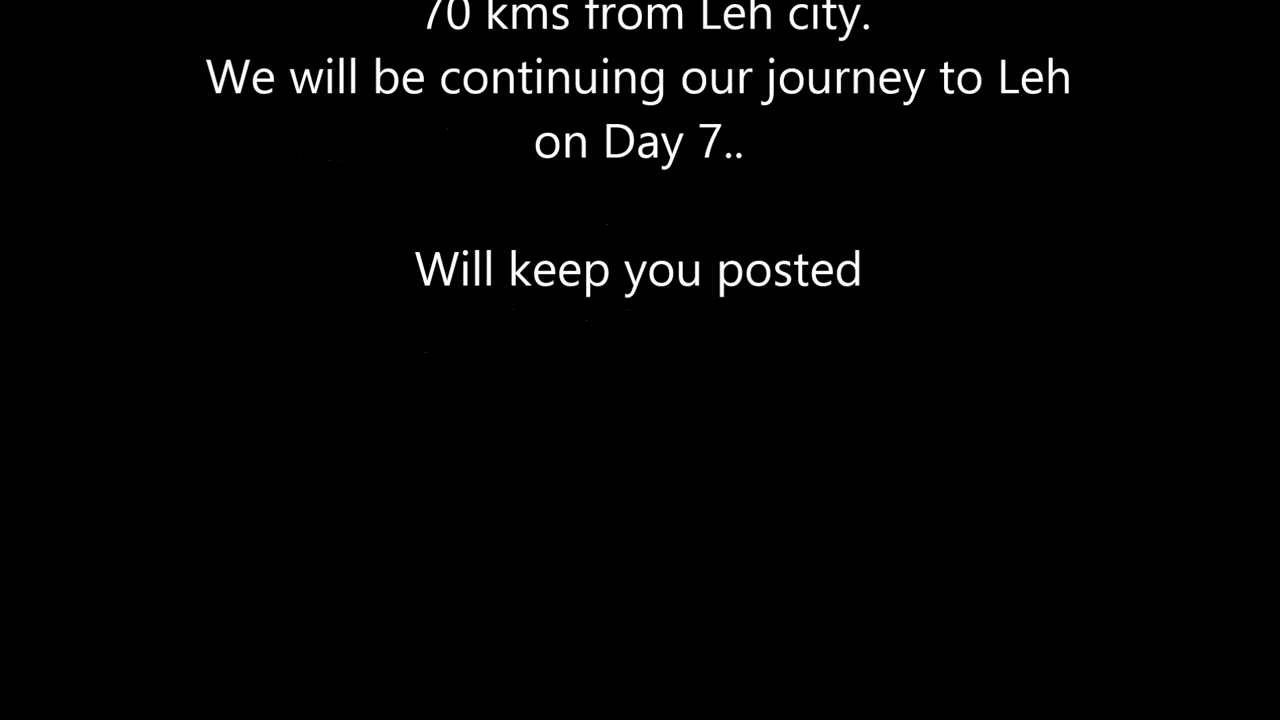 70 kms from Leh city.
We will be continuing our journey to Leh
on Day 7..
Will keep you posted